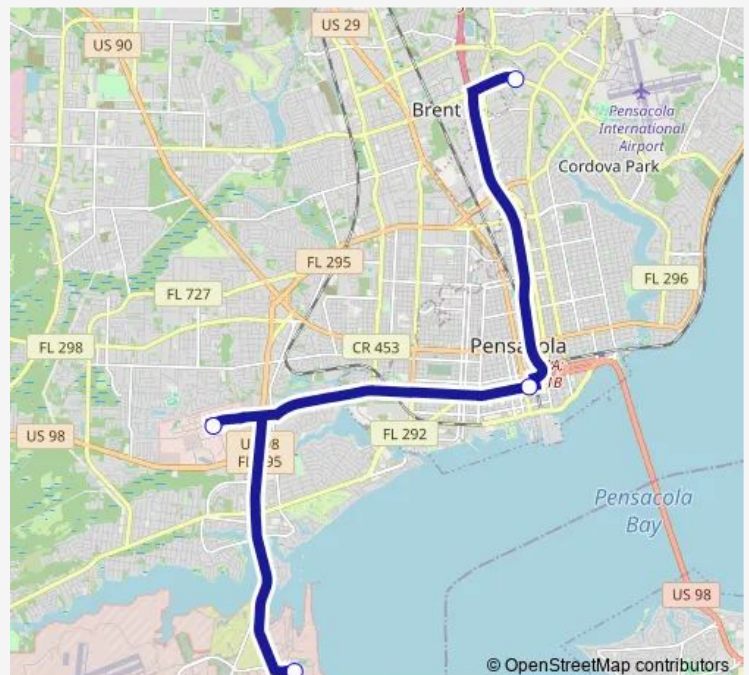 US 29
US 90
Brent
Pensacola
International
Airport
Cordova Park
FL 295
FL 296
FL 727
FL 298
CR 453
Pensacola
US 98
FL 292
Pensacola
Bay
US 98
© OpenStreetMap contributors